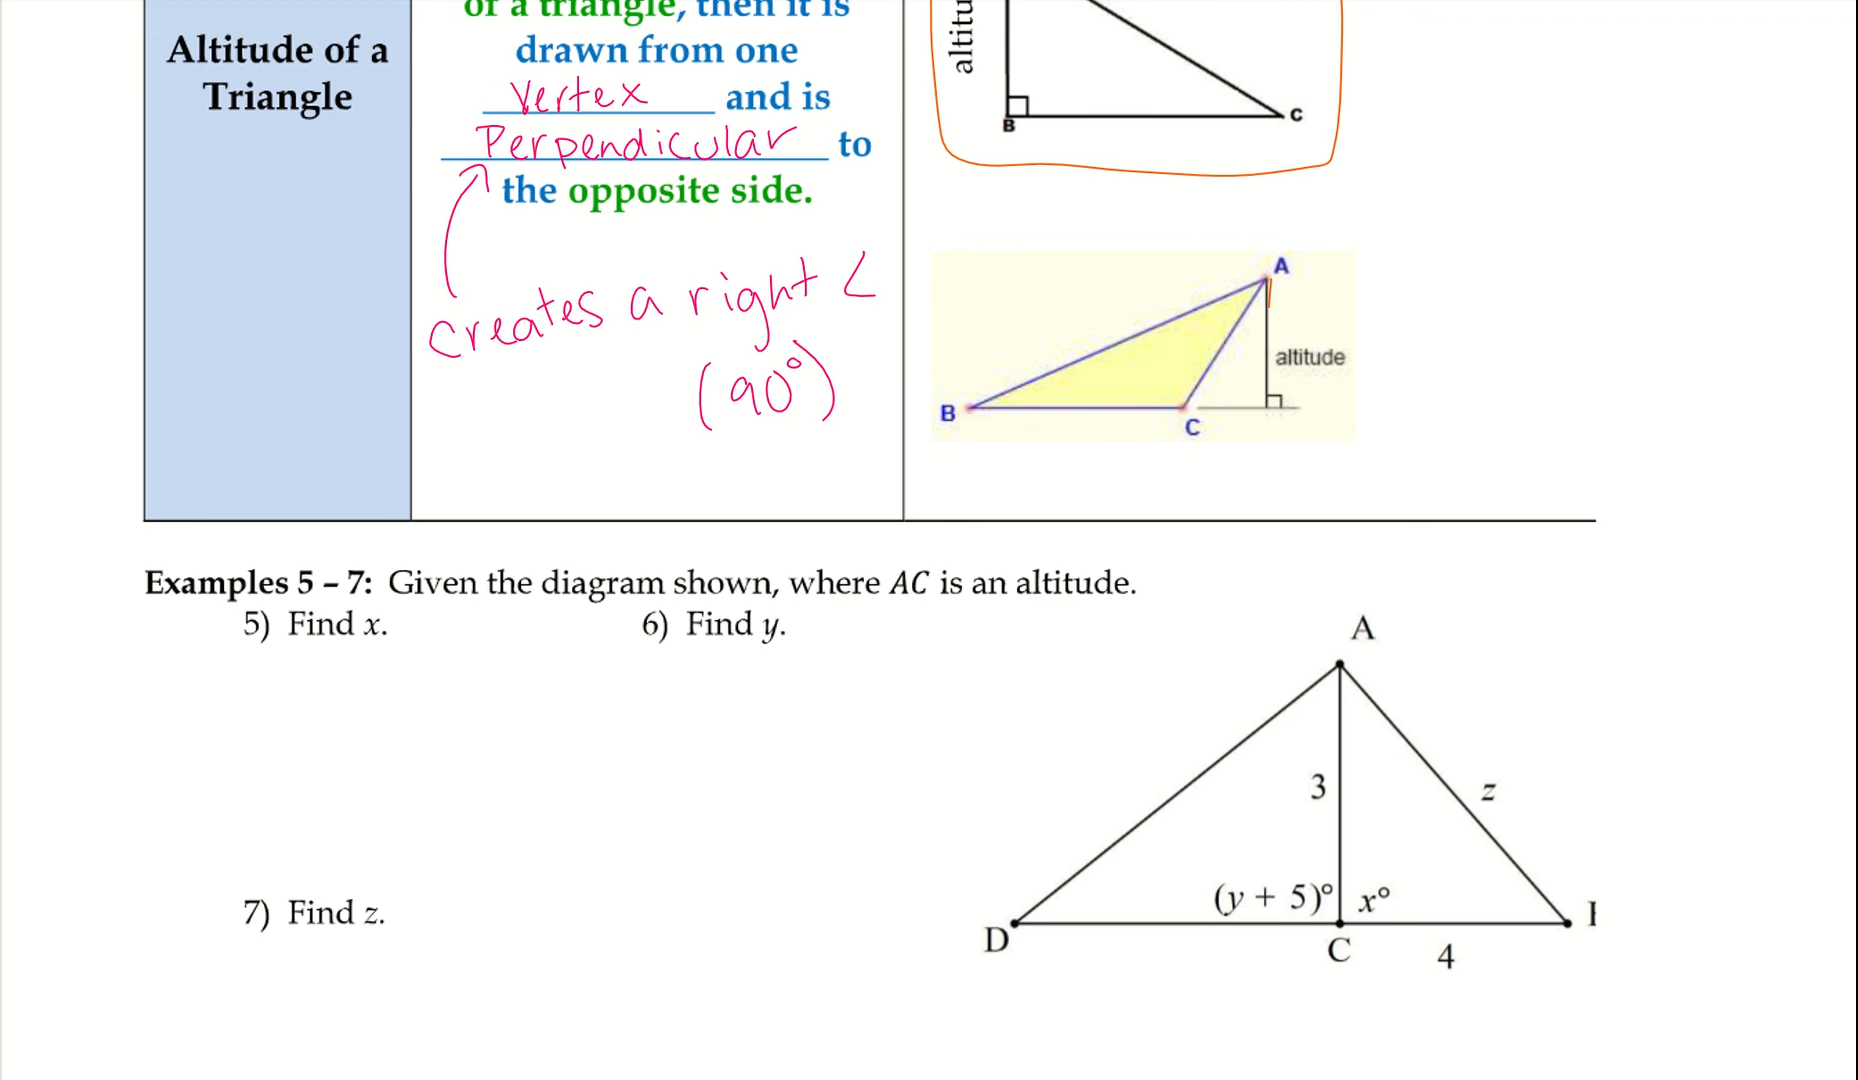 of a triangle, then it is
Altitude of a
Triangle
drawn from one
Vertex and is
Perpendicular to
the opposite side.
creates a right <
(90°)
altitu
B
C
A
altitude
B
C
Examples 5 – 7: Given the diagram shown, where AC is an altitude.
5) Find x.
6) Find y.
7) Find z.
A
3
z
(y + 5)° x°
D
C
4